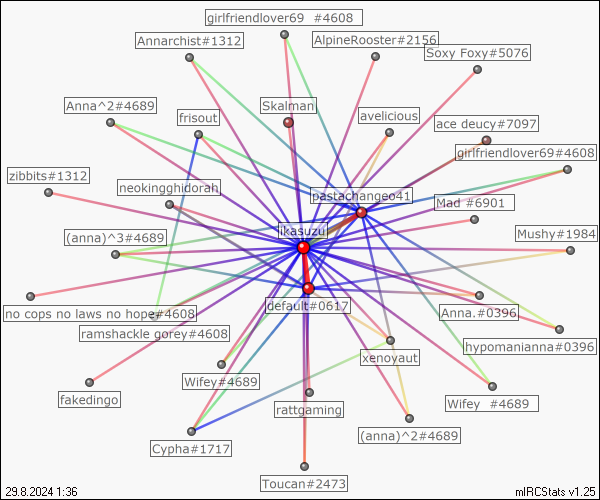 girlfriendlover69  #4608
Annarchist#1312
AlpineRooster#2156
Soxy Foxy#5076
Anna^2#4689
frisout
Skalman
avelicious
ace deucy#7097
girlfriendlover69#4608
zibbits#1312
neokingghidorah
pastachangeo41
Mad #6901
ikasuzu
(anna)^3#4689
Mushy#1984
default#0617
no cops no laws no hope#4608
Anna.#0396
ramshackle gorey#4608
hypomanianna#0396
xenoyaut
Wifey#4689
fakedingo
rattgaming
Wifey  #4689
(anna)^2#4689
Cypha#1717
Toucan#2473
29.8.2024 1:36
mIRCStats v1.25